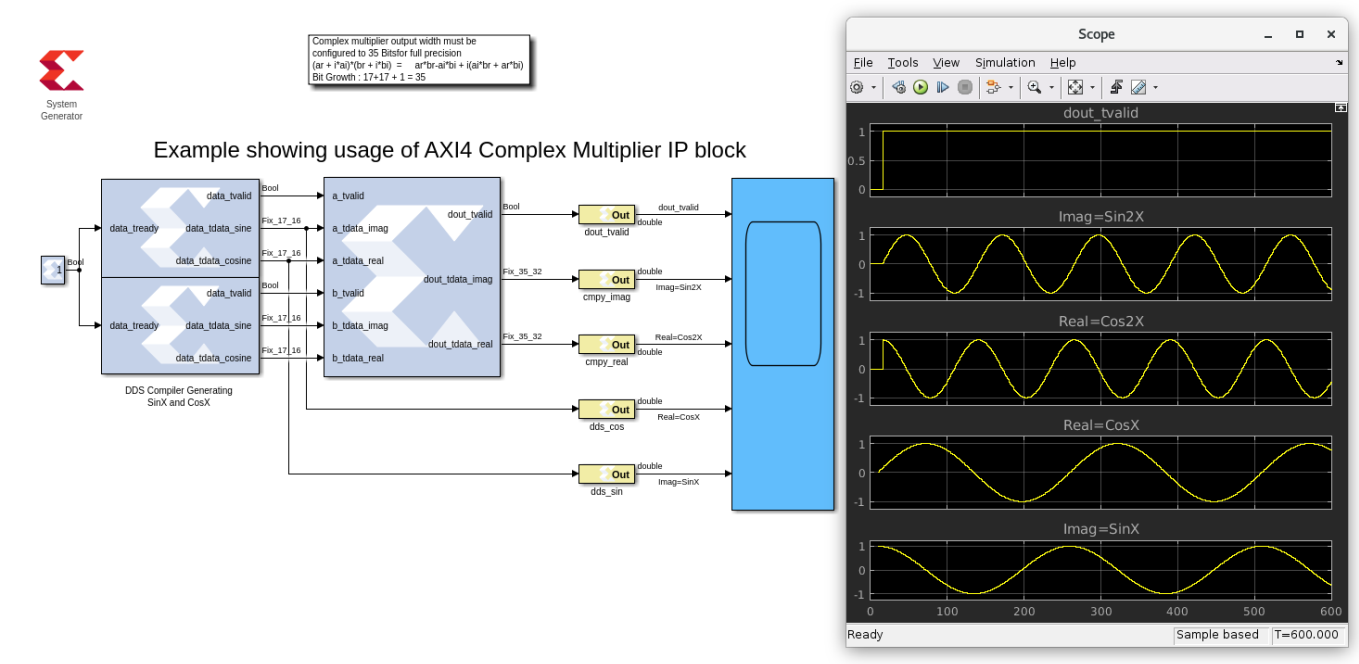 System
Generator
Complex multiplier output width must be
configured to 35 Bitsfor full precision
(ar + i*ai)*(br + i*bi) = ar*br-ai*bi + i(ai*br + ar*bi)
Bit Growth : 17+17 + 1 = 35
Example showing usage of AXI4 Complex Multiplier IP block
1
Bool
data_tready
data_tvalid
data_tdata_sine
data_tdata_cosine
data_tready
data_tvalid
data_tdata_sine
data_tdata_cosine
DDS Compiler Generating
SinX and CosX
Bool
Fix_17_16
Fix_17_16
Bool
Fix_17_16
Fix_17_16
a_tvalid
a_tdata_imag
a_tdata_real
b_tvalid
b_tdata_imag
b_tdata_real
dout_tvalid
dout_tdata_imag
dout_tdata_real
Bool
Fix_35_32
Fix_35_32
Out
dout_tvalid
dout_tvalid
double
Out
cmpy_imag
double
Imag=Sin2X
Out
cmpy_real
Real=Cos2X
double
Out
dds_cos
double
Real=CosX
Out
dds_sin
double
Imag=SinX
Scope
File Tools View Simulation Help
dout_tvalid
1
0.5
0
Imag=Sin2X
1
0
-1
Real=Cos2X
1
0
-1
Real=CosX
1
0
-1
Imag=SinX
1
0
-1
0 100 200 300 400 500 600
Ready Sample based T=600.000